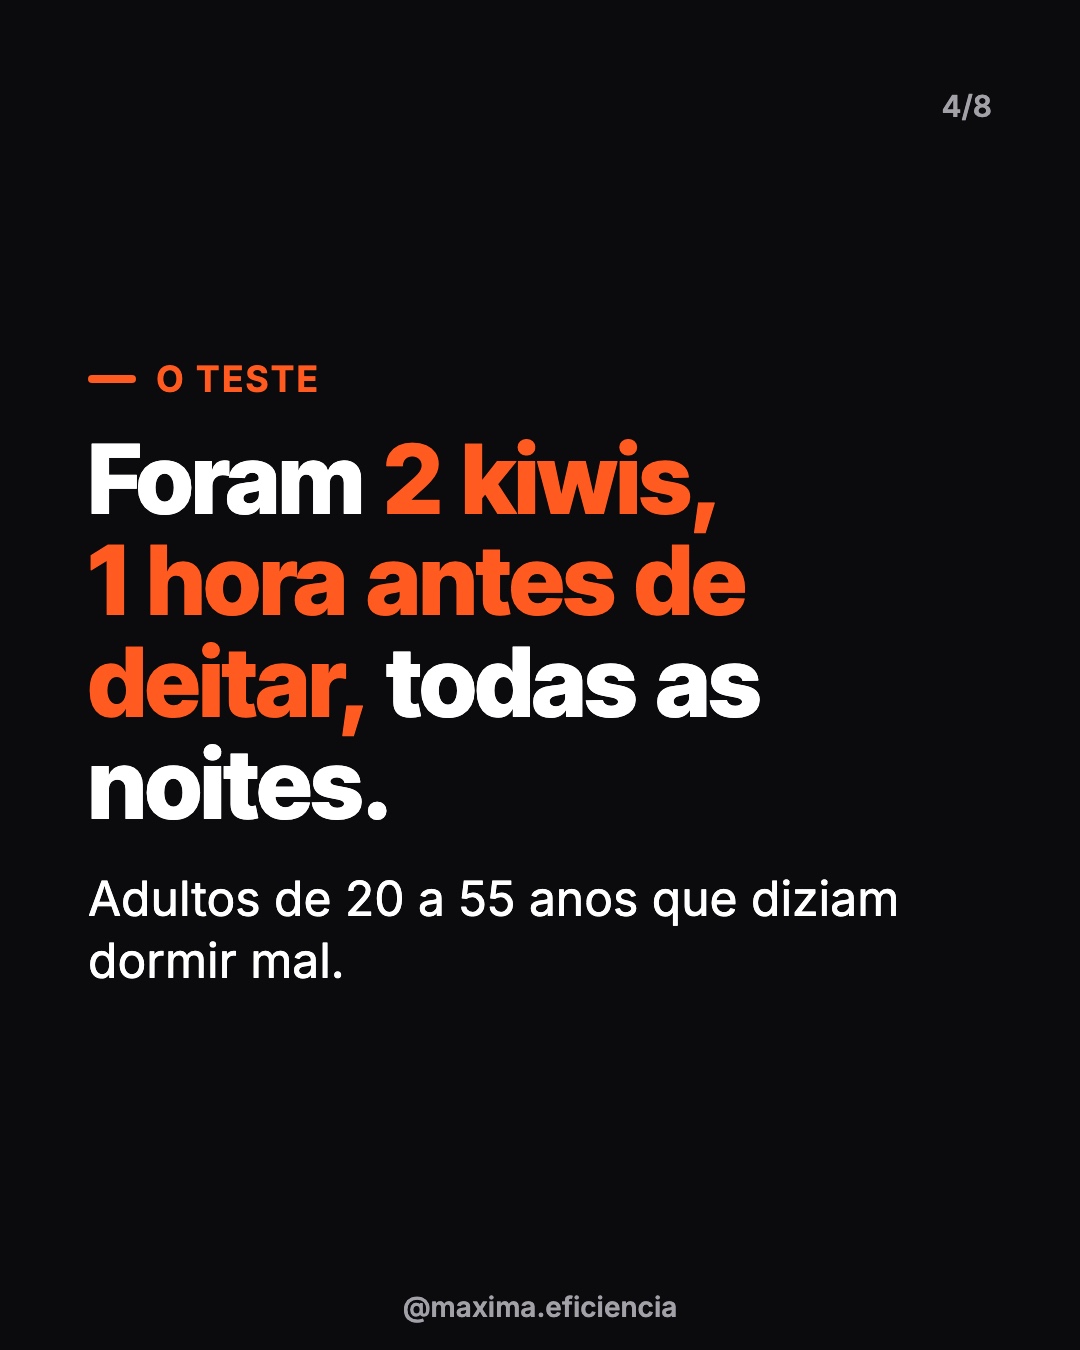 4/8
O TESTE
Foram 2 kiwis,
1 hora antes de
deitar, todas as
noites.
Adultos de 20 a 55 anos que diziam
dormir mal.
@maxima.eficiencia